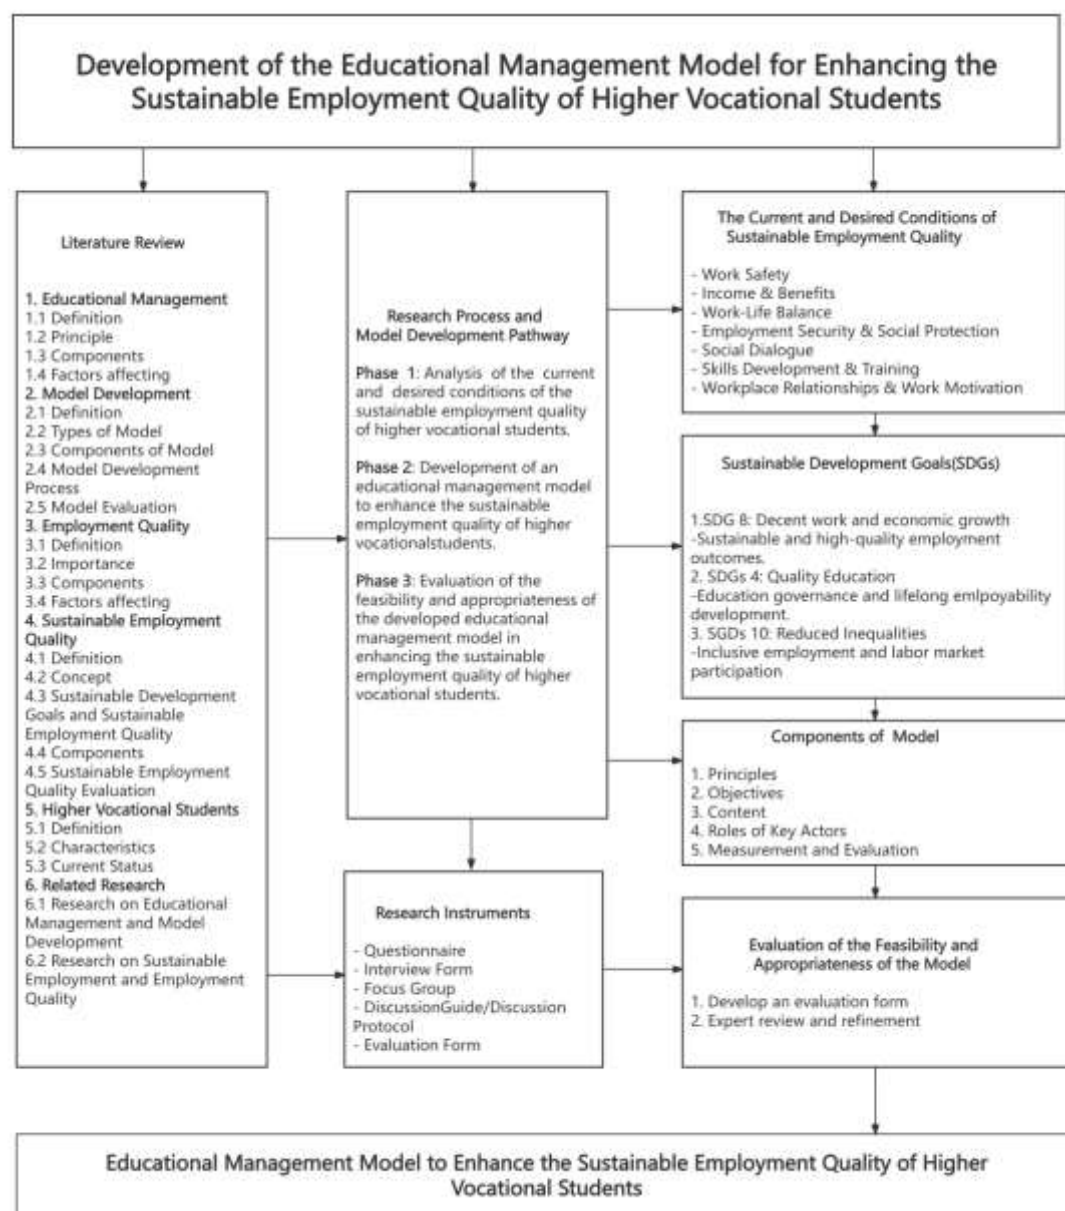 Development of the Educational Management Model for Enhancing the
Sustainable Employment Quality of Higher Vocational Students
Literature Review
1. Educational Management
1.1 Definition
1.2 Principle
1.3 Components
1.4 Factors affecting
2. Model Development
2.1 Definition
2.2 Types of Model
2.3 Components of Model
2.4 Model Development
Process
2.5 Model Evaluation
3. Employment Quality
3.1 Definition
3.2 Importance
3.3 Components
3.4 Factors affecting
4. Sustainable Employment
Quality
4.1 Definition
4.2 Concept
4.3 Sustainable Development
Goals and Sustainable
Employment Quality
4.4 Components
4.5 Sustainable Employment
Quality Evaluation
5. Higher Vocational Students
5.1 Definition
5.2 Characteristics
5.3 Current Status
6. Related Research
6.1 Research on Educational
Management and Model
Development
6.2 Research on Sustainable
Employment and Employment
Quality
Research Process and
Model Development Pathway
Phase 1: Analysis of the current
and desired conditions of the
sustainable employment quality
of higher vocational students.
Phase 2: Development of an
educational management model
to enhance the sustainable
employment quality of higher
vocationalstudents.
Phase 3: Evaluation of the
feasibility and appropriateness of
the developed educational
management model in
enhancing the sustainable
employment quality of higher
vocational students.
Research Instruments
- Questionnaire
- Interview Form
- Focus Group
- DiscussionGuide/Discussion
Protocol
- Evaluation Form
The Current and Desired Conditions of
Sustainable Employment Quality
- Work Safety
- Income & Benefits
- Work-Life Balance
- Employment Security & Social Protection
- Social Dialogue
- Skills Development & Training
- Workplace Relationships & Work Motivation
Sustainable Development Goals(SDGs)
1.SDG 8: Decent work and economic growth
-Sustainable and high-quality employment
outcomes.
2. SDGs 4: Quality Education
-Education governance and lifelong emlpoyability
development.
3. SGDs 10: Reduced Inequalities
-Inclusive employment and labor market
participation
Components of Model
1. Principles
2. Objectives
3. Content
4. Roles of Key Actors
5. Measurement and Evaluation
Evaluation of the Feasibility and
Appropriateness of the Model
1. Develop an evaluation form
2. Expert review and refinement
Educational Management Model to Enhance the Sustainable Employment Quality of Higher
Vocational Students